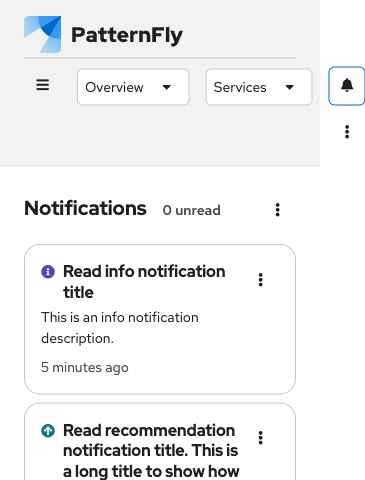 PatternFly
Overview
Services
Notifications 0 unread
Read info notification
title
This is an info notification
description.
5 minutes ago
Read recommendation
notification title. This is
a long title to show how